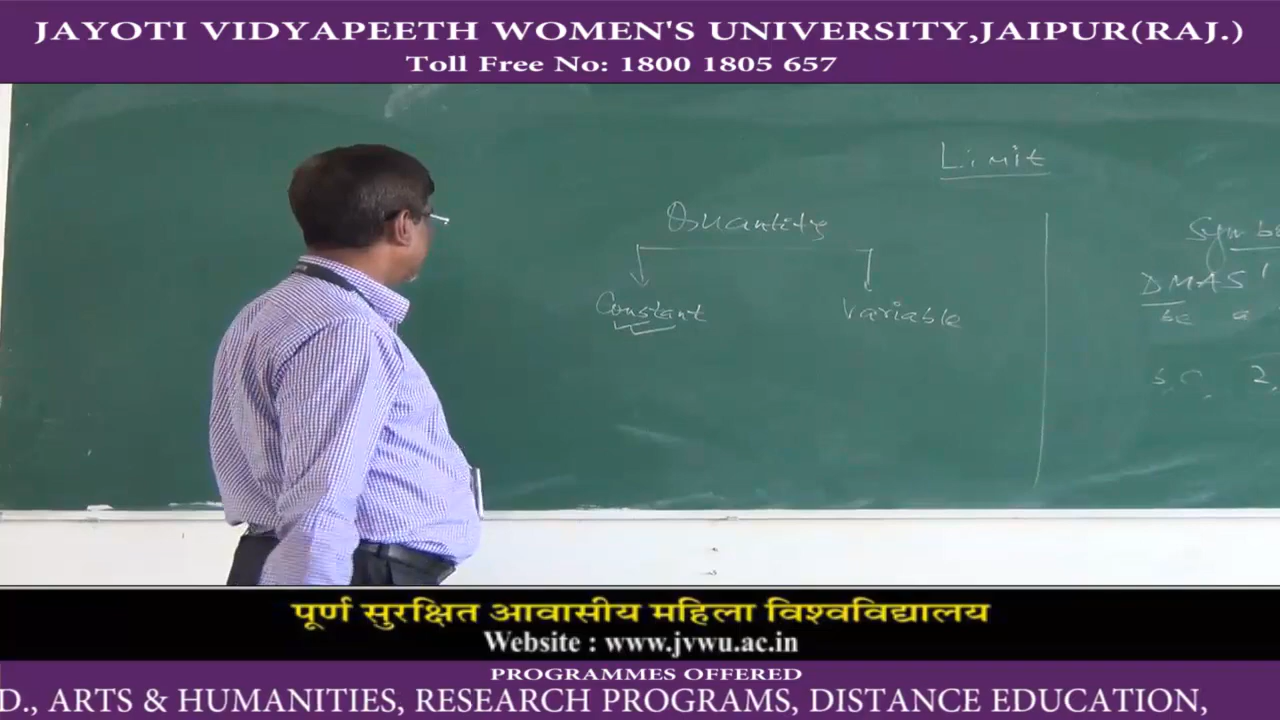 JAYOTI VIDYAPEETH WOMEN'S UNIVERSITY,JAIPUR(RAJ.)
Toll Free No: 1800 1805 657
Limit
Quantity
Constant
Variable
Symb
DMAS
पूर्ण सुरक्षित आवासीय महिला विश्वविद्यालय
Website : www.jvwu.ac.in
PROGRAMMES OFFERED
D., ARTS & HUMANITIES, RESEARCH PROGRAMS, DISTANCE EDUCATION,